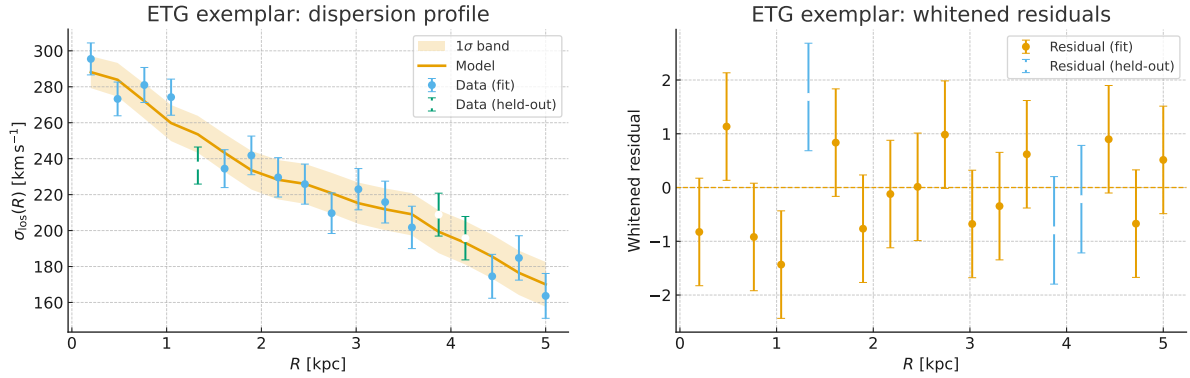 ETG exemplar: dispersion profile
σlos(R) [km s⁻¹]
300
280
260
240
220
200
180
160
0 1 2 3 4 5
R [kpc]
1σ band
Model
Data (fit)
Data (held-out)
ETG exemplar: whitened residuals
Whitened residual
2
1
0
−1
−2
0 1 2 3 4 5
R [kpc]
Residual (fit)
Residual (held-out)